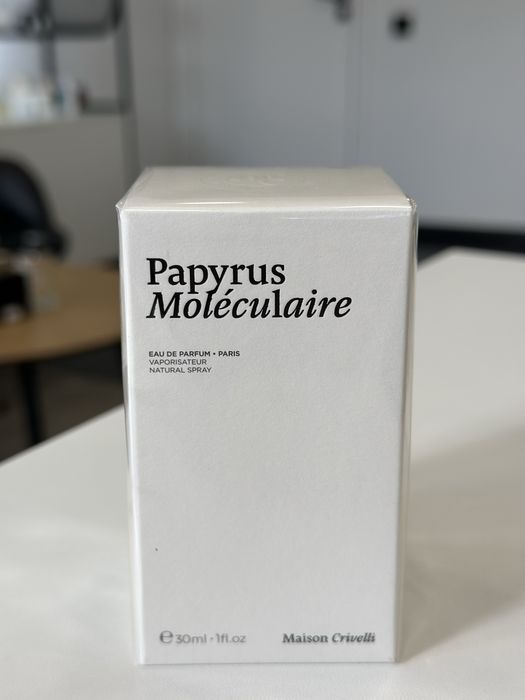 Papyrus
Moléculaire
EAU DE PARFUM • PARIS
VAPORISATEUR
NATURAL SPRAY
℮30ml · 1fl.oz
Maison Crivelli